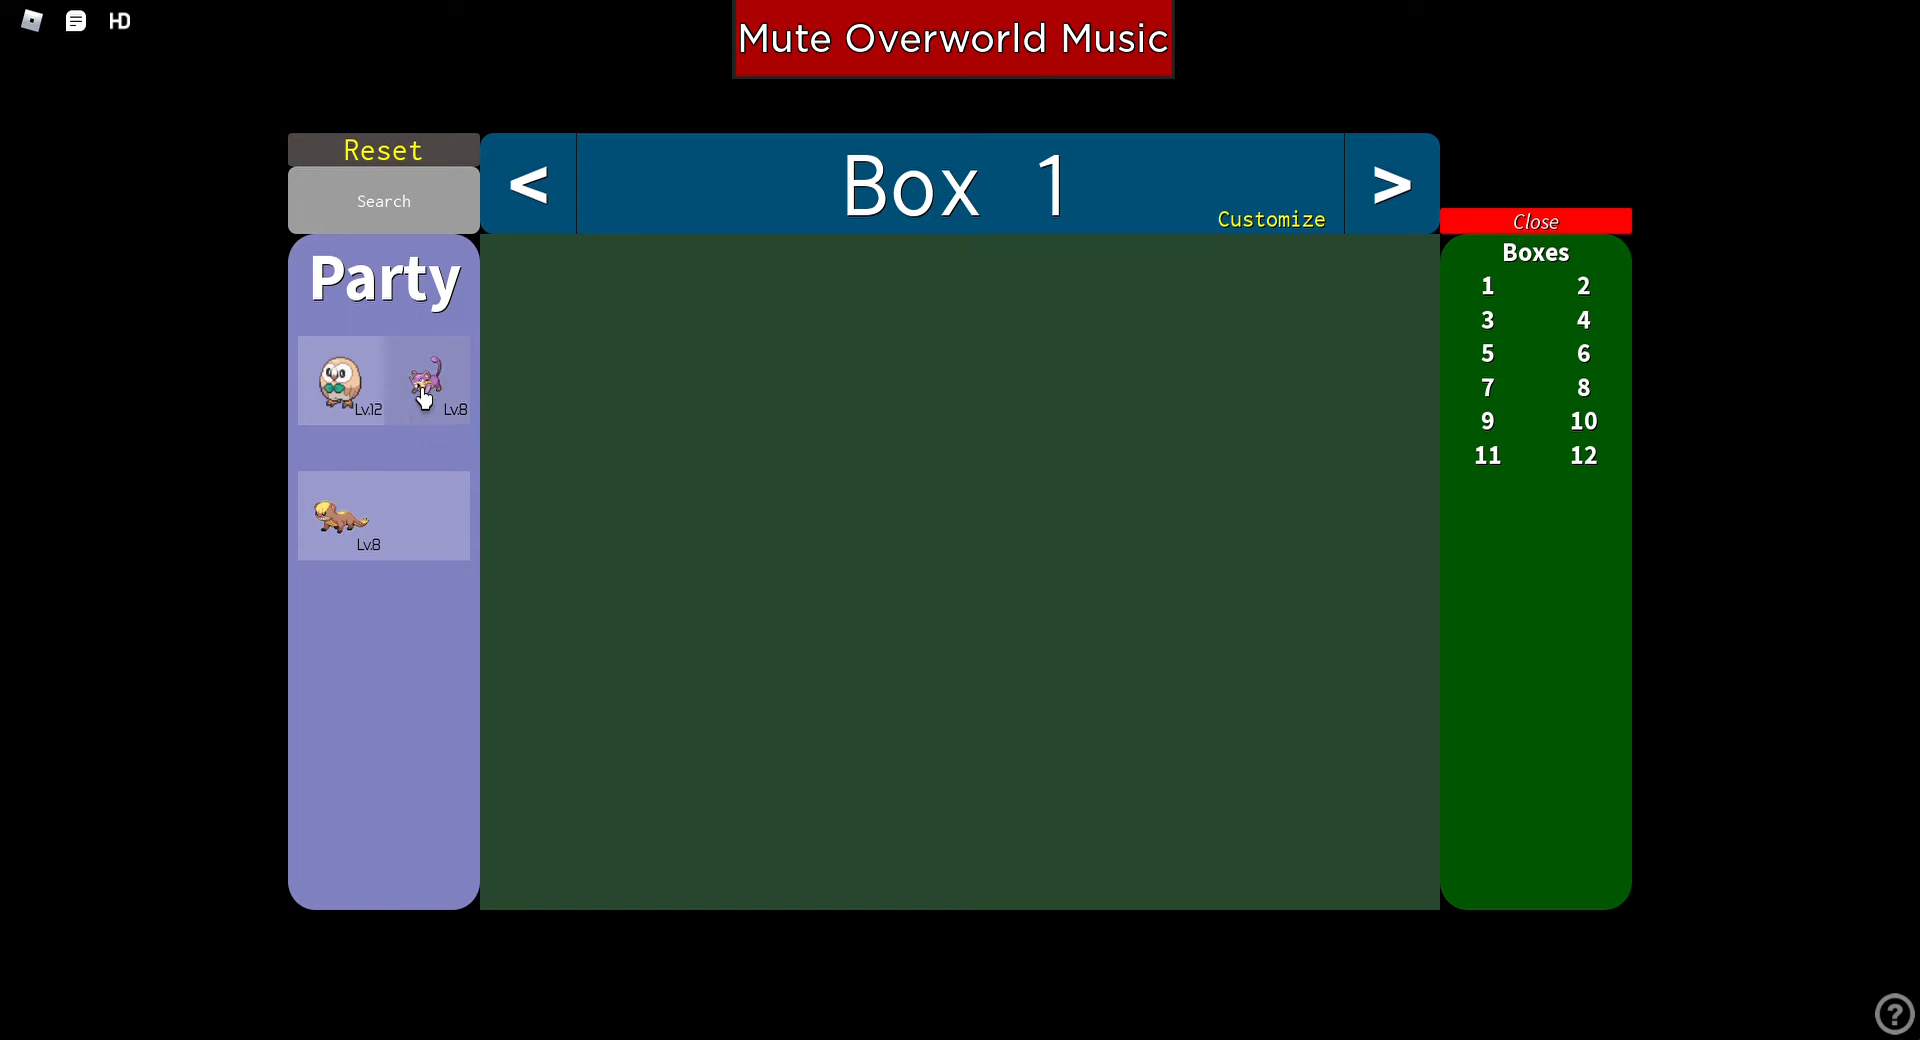 HD
Mute Overworld Music
Reset
Search
<
Box 1
Customize
>
Close
Party
Lv.12
Lv.8
Lv.8
Boxes
1 2
3 4
5 6
7 8
9 10
11 12
?